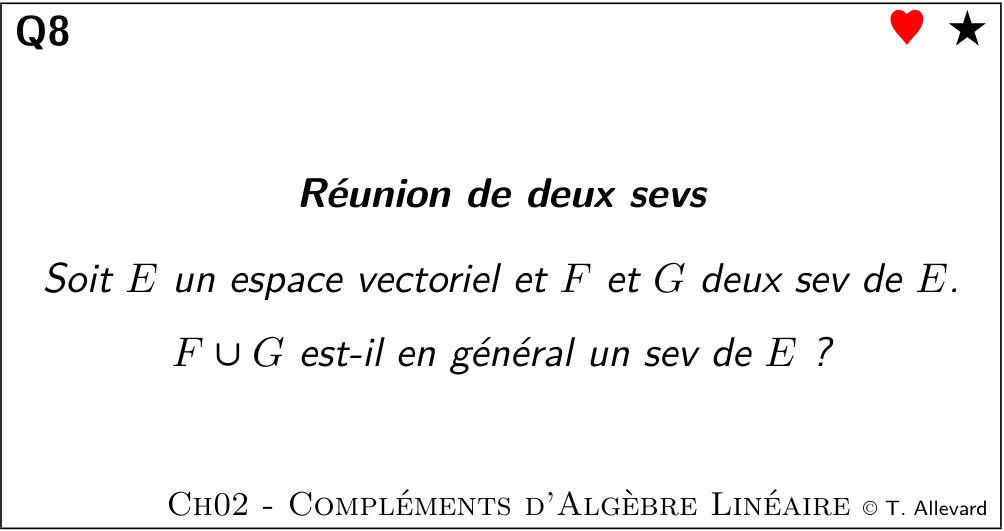 Q8
Réunion de deux sevs
Soit E un espace vectoriel et F et G deux sev de E.
F ∪ G est-il en général un sev de E ?
Ch02 - Compléments d'Algèbre Linéaire © T. Allevard